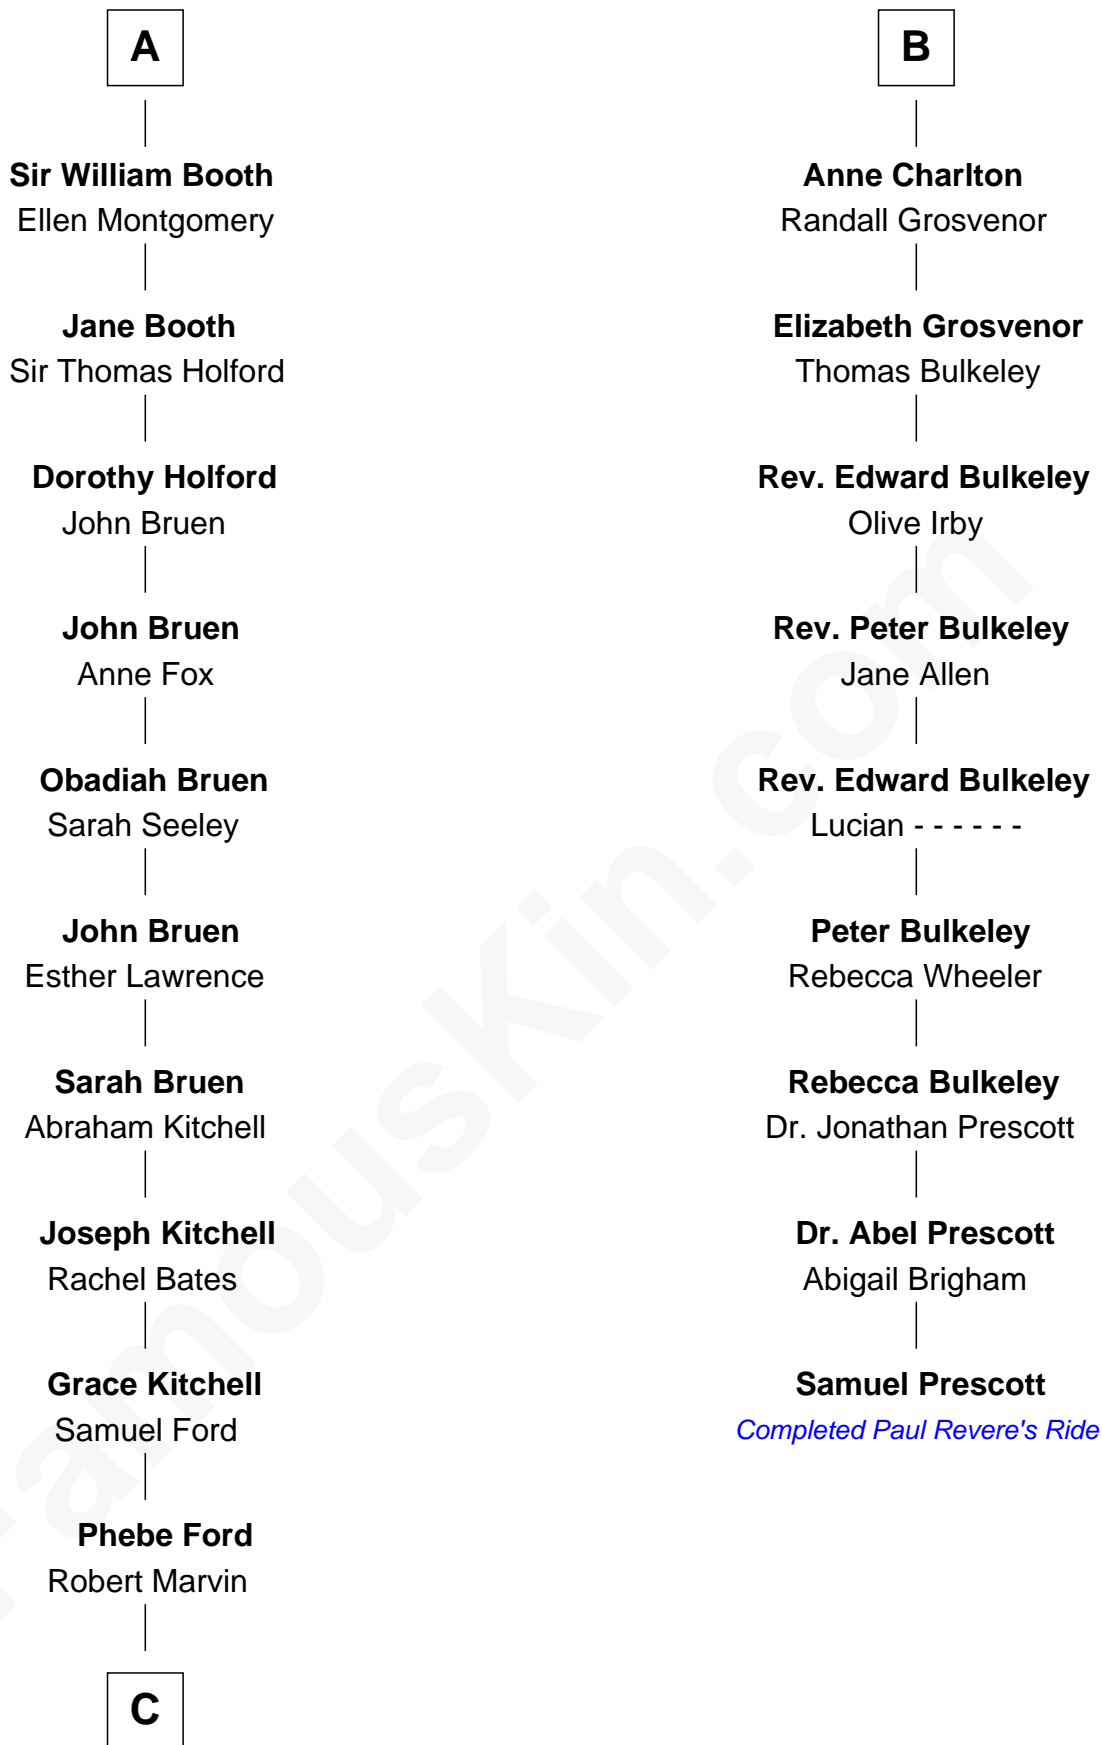 A
Sir William Booth
Ellen Montgomery
Jane Booth
Sir Thomas Holford
Dorothy Holford
John Bruen
John Bruen
Anne Fox
Obadiah Bruen
Sarah Seeley
John Bruen
Esther Lawrence
Sarah Bruen
Abraham Kitchell
Joseph Kitchell
Rachel Bates
Grace Kitchell
Samuel Ford
Phebe Ford
Robert Marvin
C
B
Anne Charlton
Randall Grosvenor
Elizabeth Grosvenor
Thomas Bulkeley
Rev. Edward Bulkeley
Olive Irby
Rev. Peter Bulkeley
Jane Allen
Rev. Edward Bulkeley
Lucian - - - - - -
Peter Bulkeley
Rebecca Wheeler
Rebecca Bulkeley
Dr. Jonathan Prescott
Dr. Abel Prescott
Abigail Brigham
Samuel Prescott
Completed Paul Revere's Ride
FamousKin.com